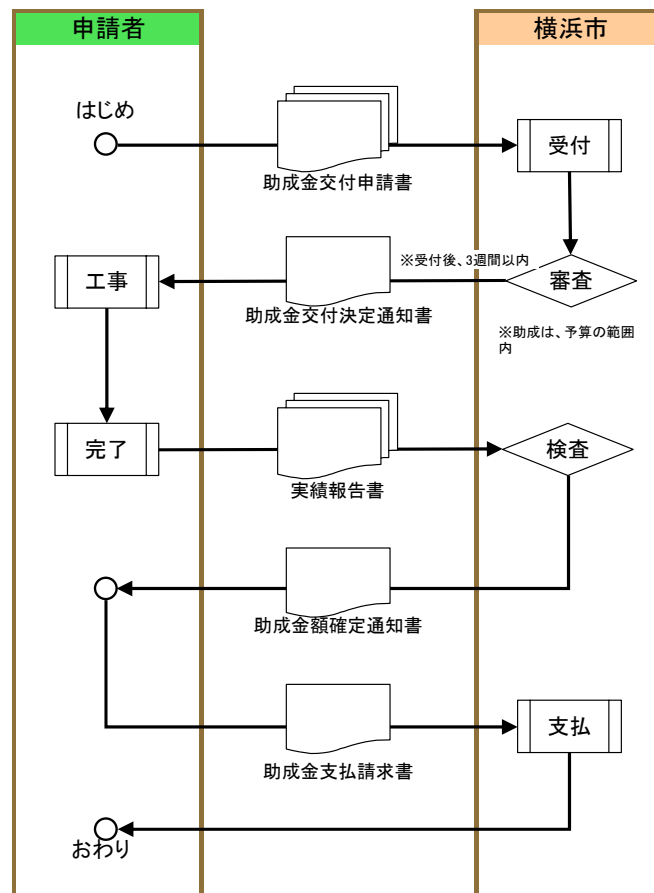 申請者
横浜市
はじめ
受付
助成金交付申請書
※受付後、3週間以内
工事
審査
助成金交付決定通知書
※助成は、予算の範囲
内
完了
検査
実績報告書
助成金額確定通知書
支払
助成金支払請求書
おわり